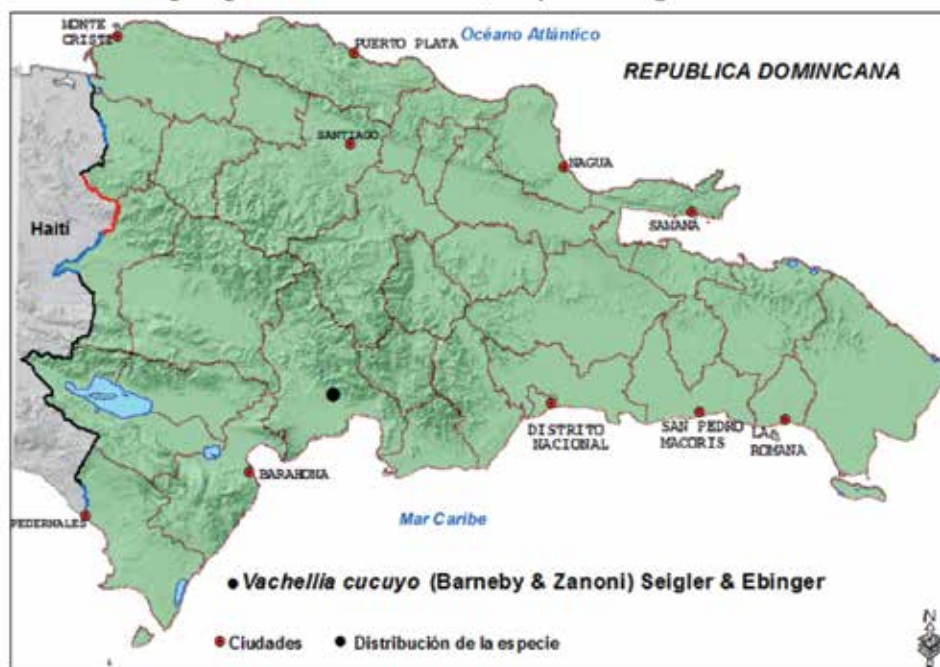 MONTE
CRISTI
Océano Atlántico
PUERTO PLATA
REPUBLICA DOMINICANA
SANTIAGO
NAGUA
Haití
SAMANÁ
DISTRITO
NACIONAL
SAN PEDRO
MACORIS
LA
ROMANA
BARAHONA
PEDERNALES
Mar Caribe
Vachellia cucuyo (Barneby & Zanoni) Seigler & Ebinger
Ciudades
Distribución de la especie
N